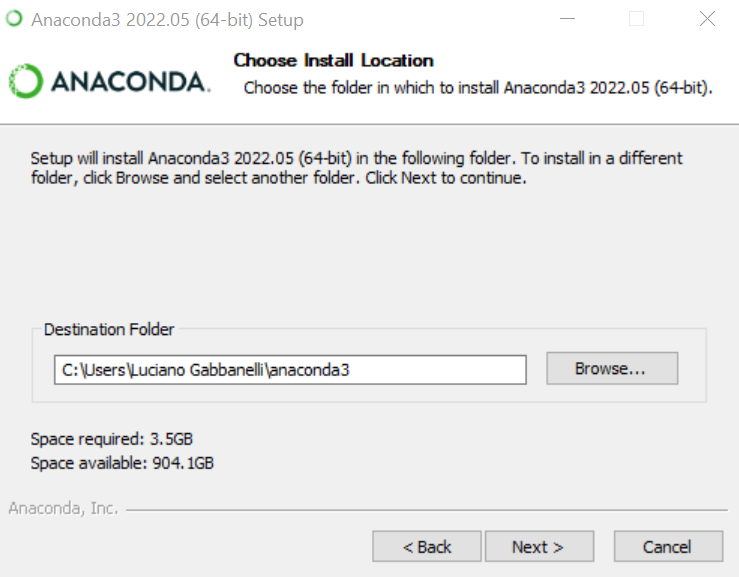 Anaconda3 2022.05 (64-bit) Setup
Choose Install Location
ANACONDA.
Choose the folder in which to install Anaconda3 2022.05 (64-bit).
Setup will install Anaconda3 2022.05 (64-bit) in the following folder. To install in a different
folder, click Browse and select another folder. Click Next to continue.
Destination Folder
C:\Users\Luciano Gabbanelli\anaconda3
Browse...
Space required: 3.5GB
Space available: 904.1GB
Anaconda, Inc.
< Back
Next >
Cancel